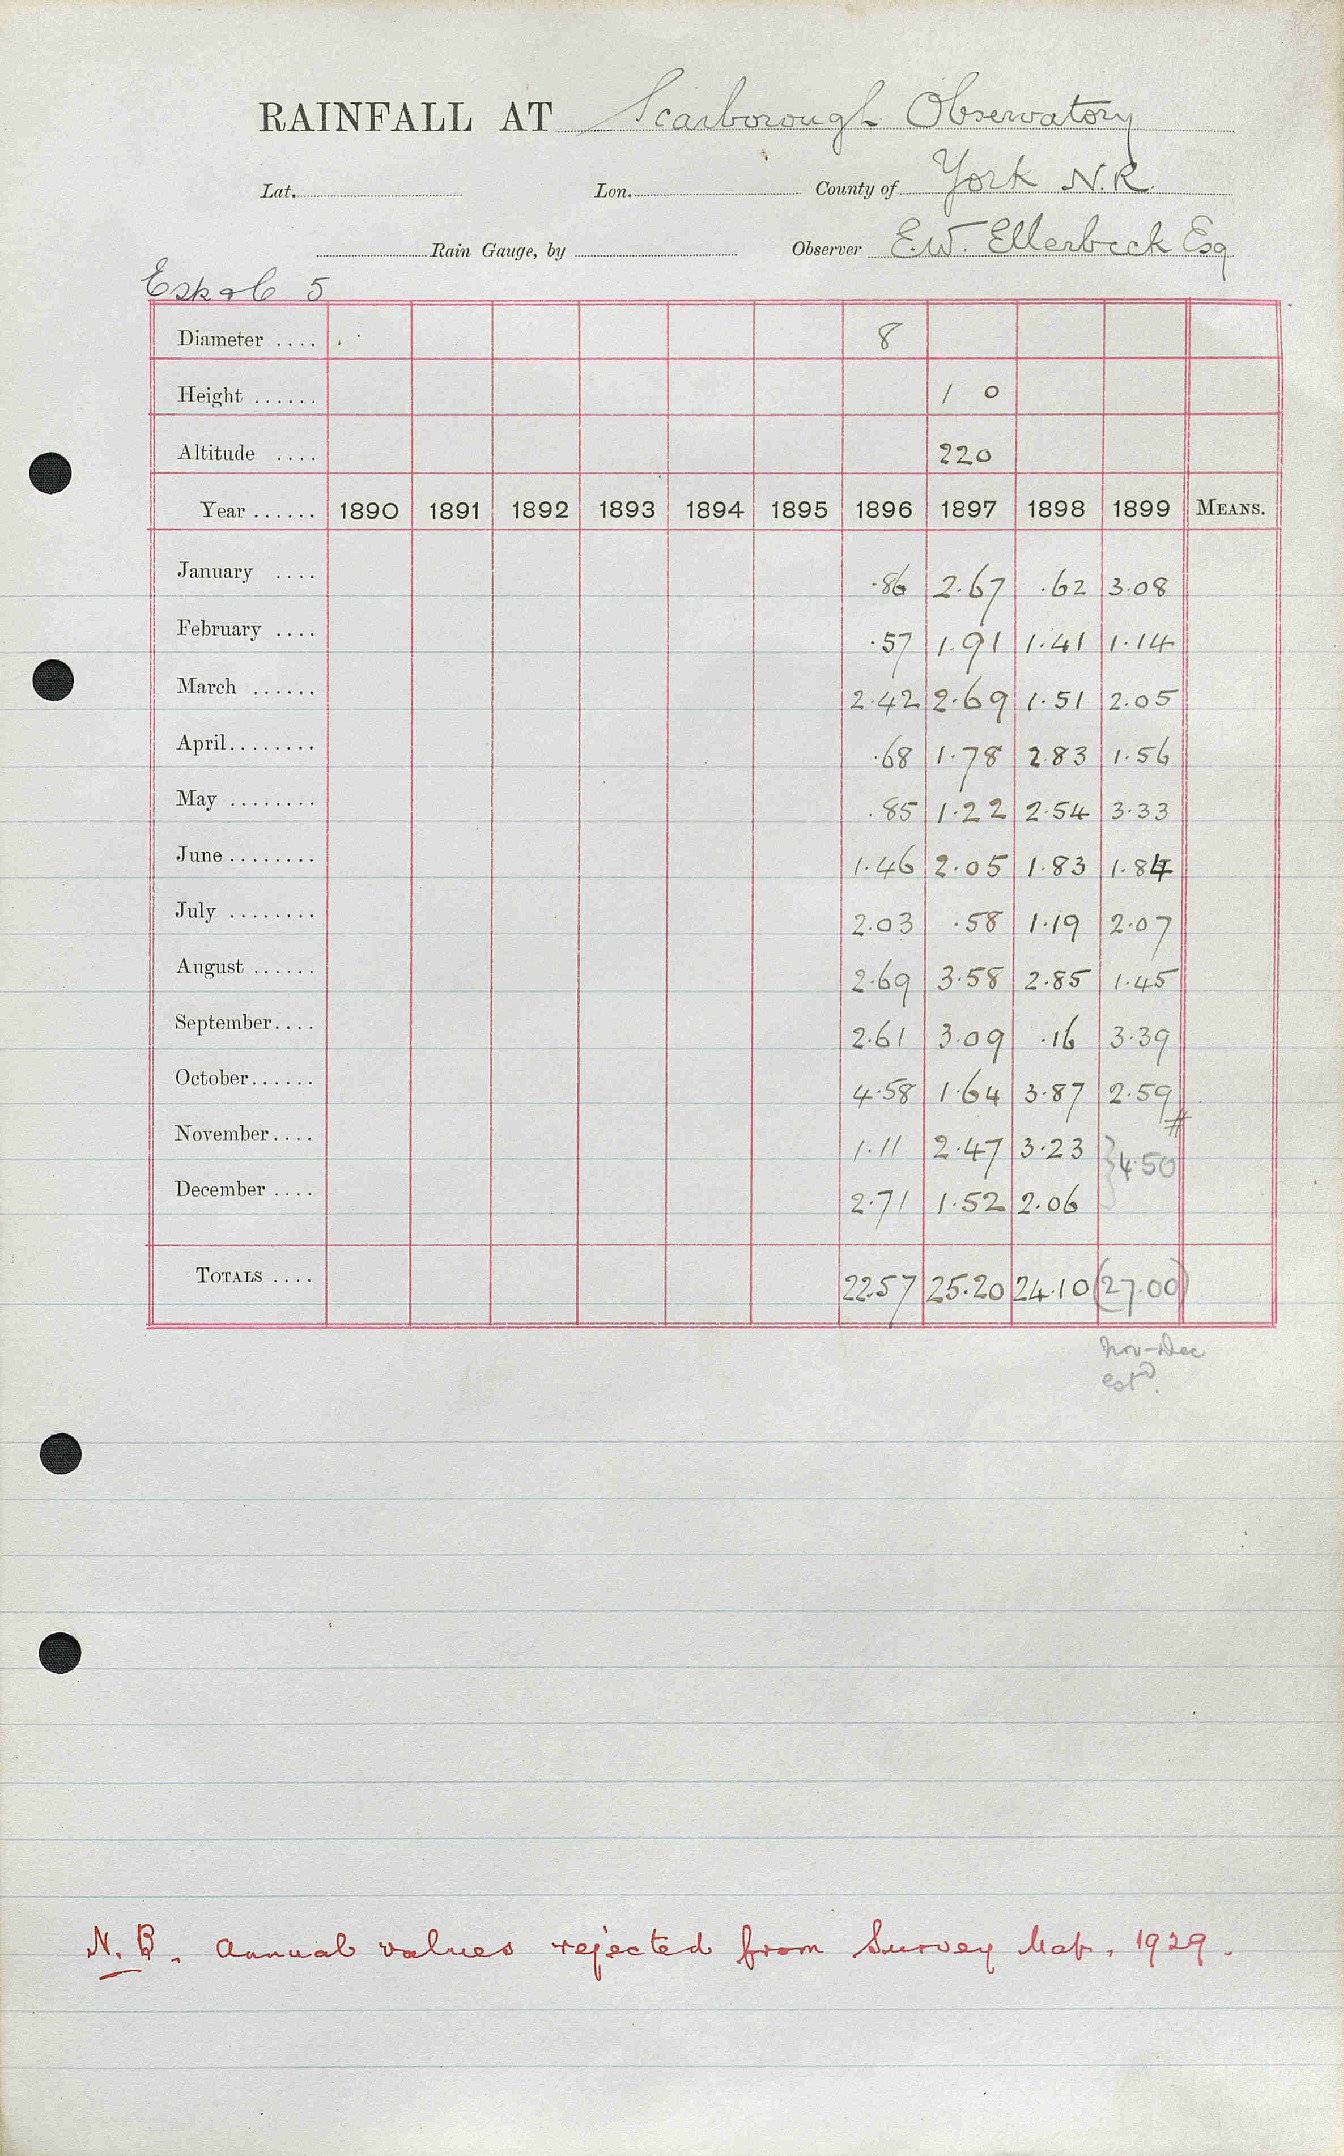 RAINFALL AT Scarborough Observatory
Lat. Lon. County of York N.R.
Rain Gauge, by Observer E.W. Ellerbeck Esq
Esk &c 5
Diameter .... 8
Height ...... 1 0
Altitude .... 220
Year ...... 1890 1891 1892 1893 1894 1895 1896 1897 1898 1899 MEANS.
January .... .86 2.67 .62 3.08
February .... .57 1.91 1.41 1.14
March ...... 2.42 2.69 1.51 2.05
April........ .68 1.78 2.83 1.56
May ........ .85 1.22 2.54 3.33
June ........ 1.46 2.05 1.83 1.84
July ........ 2.03 .58 1.19 2.07
August ...... 2.69 3.58 2.85 1.45
September.... 2.61 3.09 .16 3.39
October...... 4.58 1.64 3.87 2.59
#
November.... 1.11 2.47 3.23 } 4.50
December .... 2.71 1.52 2.06
TOTALS .... 22.57 25.20 24.10 (27.00)
Nov-Dec
estD.
N.B. Annual values rejected from Survey Map. 1929.